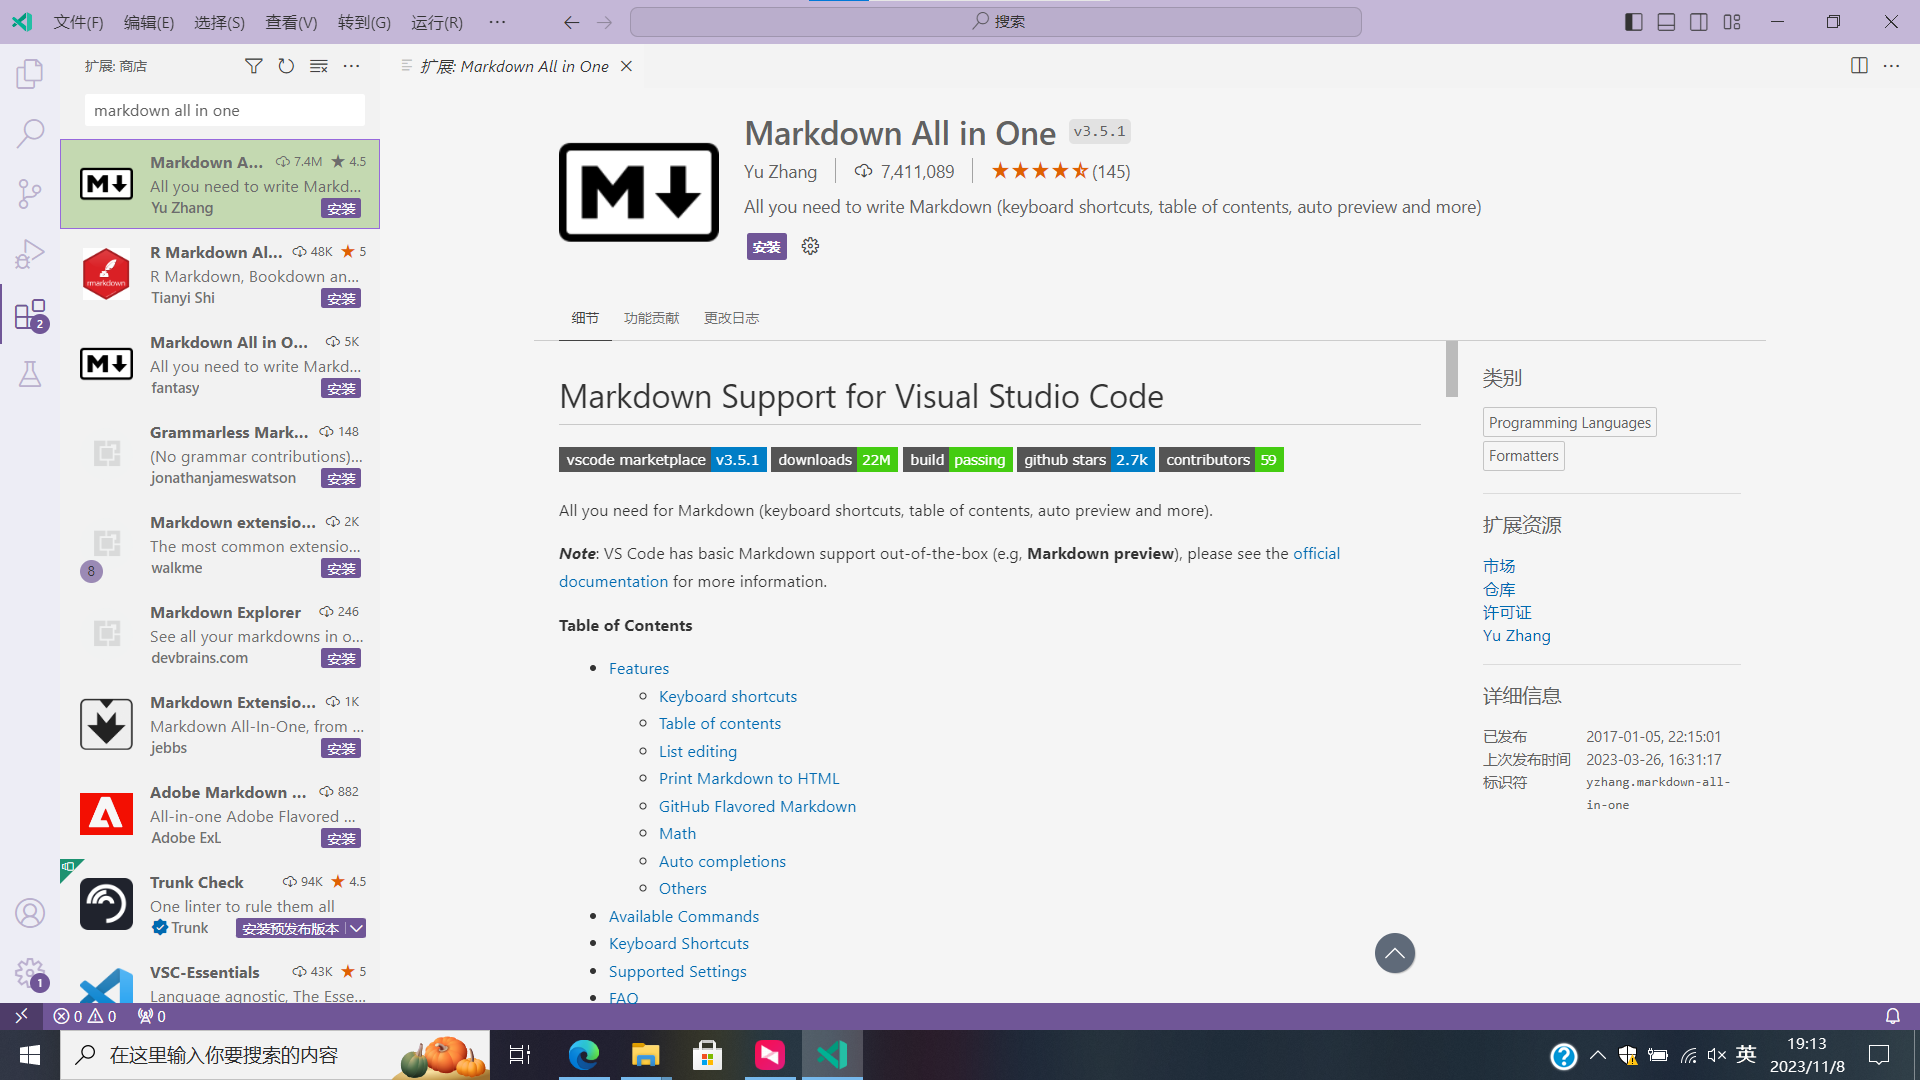 文件(F) 编辑(E) 选择(S) 查看(V) 转到(G) 运行(R) ··· 搜索
扩展: 商店
扩展: Markdown All in One
markdown all in one
Markdown A... 7.4M 4.5
All you need to write Markd...
Yu Zhang 安装
R Markdown Al... 48K 5
R Markdown, Bookdown an...
Tianyi Shi 安装
rmarkdown
Markdown All in O... 5K
All you need to write Markd...
fantasy 安装
Grammarless Mark... 148
(No grammar contributions)...
jonathanjameswatson 安装
Markdown extensio... 2K
The most common extensio...
walkme 安装
8
Markdown Explorer 246
See all your markdowns in o...
devbrains.com 安装
Markdown Extensio... 1K
Markdown All-In-One, from ...
jebbs 安装
Adobe Markdown ... 882
All-in-one Adobe Flavored ...
Adobe ExL 安装
Trunk Check 94K 4.5
One linter to rule them all
Trunk 安装预发布版本
VSC-Essentials 43K 5
Language agnostic, The Esse...
2
1
M
Markdown All in One v3.5.1
Yu Zhang 7,411,089 (145)
All you need to write Markdown (keyboard shortcuts, table of contents, auto preview and more)
安装
细节 功能贡献 更改日志
Markdown Support for Visual Studio Code
vscode marketplace v3.5.1 downloads 22M build passing github stars 2.7k contributors 59
All you need for Markdown (keyboard shortcuts, table of contents, auto preview and more).
Note: VS Code has basic Markdown support out-of-the-box (e.g, Markdown preview), please see the official
documentation for more information.
Table of Contents
Features
Keyboard shortcuts
Table of contents
List editing
Print Markdown to HTML
GitHub Flavored Markdown
Math
Auto completions
Others
Available Commands
Keyboard Shortcuts
Supported Settings
FAQ
类别
Programming Languages
Formatters
扩展资源
市场
仓库
许可证
Yu Zhang
详细信息
已发布 2017-01-05, 22:15:01
上次发布时间 2023-03-26, 16:31:17
标识符 yzhang.markdown-all-
in-one
0 0 0
在这里输入你要搜索的内容
英
19:13
2023/11/8